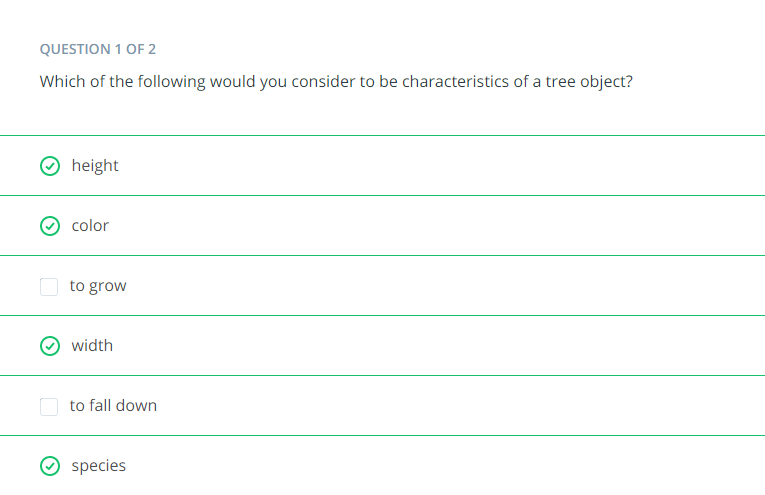 QUESTION 1 OF 2
Which of the following would you consider to be characteristics of a tree object?
height
color
to grow
width
to fall down
species